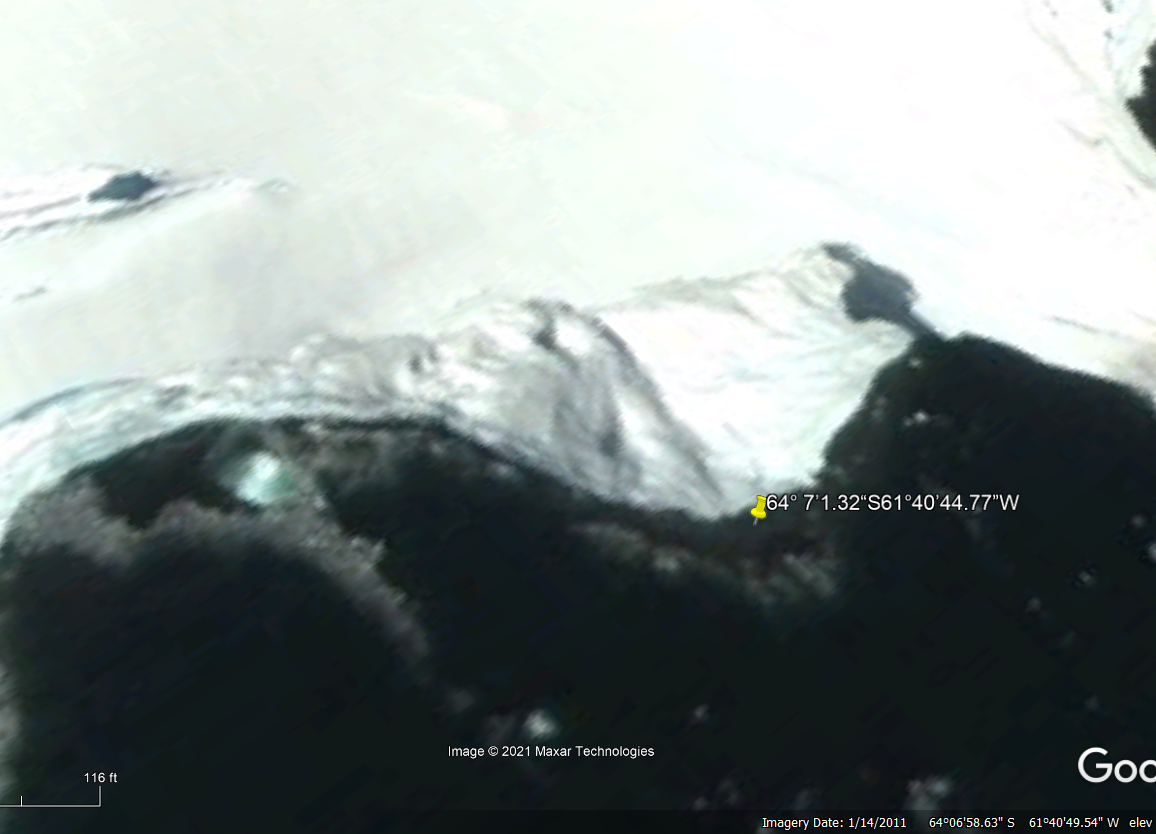 64° 7'1.32“S61°40'44.77”W
Image © 2021 Maxar Technologies
116 ft
Goo
Imagery Date: 1/14/2011 64°06'58.63" S 61°40'49.54" W elev